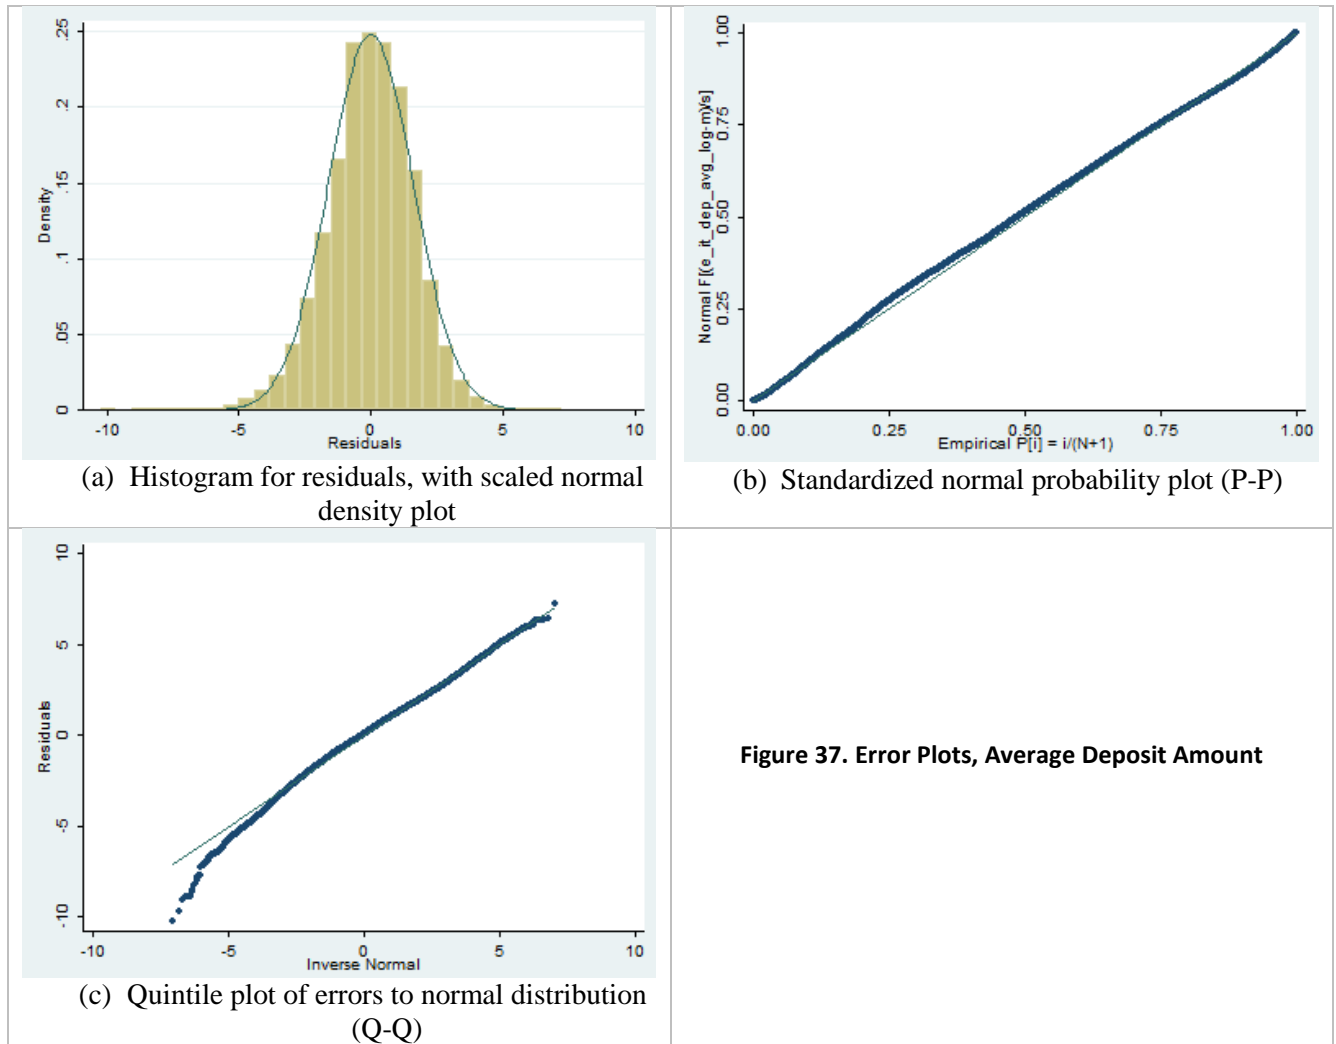 .25
.2
.15
.1
.05
0
Density
-10 -5 0 5 10
Residuals
(a) Histogram for residuals, with scaled normal
density plot
1.00
0.75
0.50
0.25
0.00
Normal F[(e_it_dep_avg_log-m)/s]
0.00 0.25 0.50 0.75 1.00
Empirical P[i] = i/(N+1)
(b) Standardized normal probability plot (P-P)
10
5
0
-5
-10
Residuals
-10 -5 0 5 10
Inverse Normal
(c) Quintile plot of errors to normal distribution
(Q-Q)
Figure 37. Error Plots, Average Deposit Amount